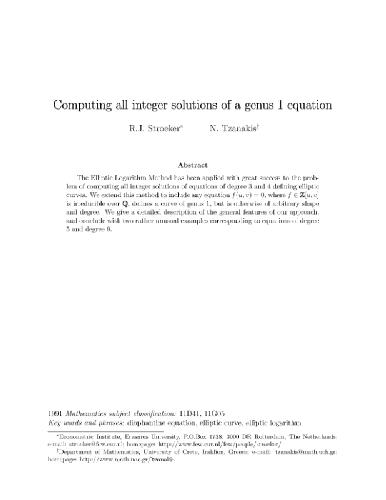 Computing all integer solutions of a genus 1 equation
R.J. Stroeker* N. Tzanakis†
Abstract
The Elliptic Logarithm Method has been applied with great success to the prob-
lem of computing all integer solutions of equations of degree 3 and 4 defining elliptic
curves. We extend this method to include any equation f(u, v) = 0, where f ∈ Z[u, v]
is irreducible over Q, defines a curve of genus 1, but is otherwise of arbitrary shape
and degree. We give a detailed description of the general features of our approach,
and conclude with two rather unusual examples corresponding to equations of degree
5 and degree 9.
1991 Mathematics subject classification: 11D41, 11G05
Key words and phrases: diophantine equation, elliptic curve, elliptic logarithm
*Econometric Institute, Erasmus University, P.O.Box 1738, 3000 DR Rotterdam, The Netherlands;
e-mail: stroeker@few.eur.nl; homepage: http://www.few.eur.nl/few/people/stroeker/
†Department of Mathematics, University of Crete, Iraklion, Greece; e-mail: tzanakis@math.uch.gr;
homepage: http://www.math.uoc.gr/~tzanakis